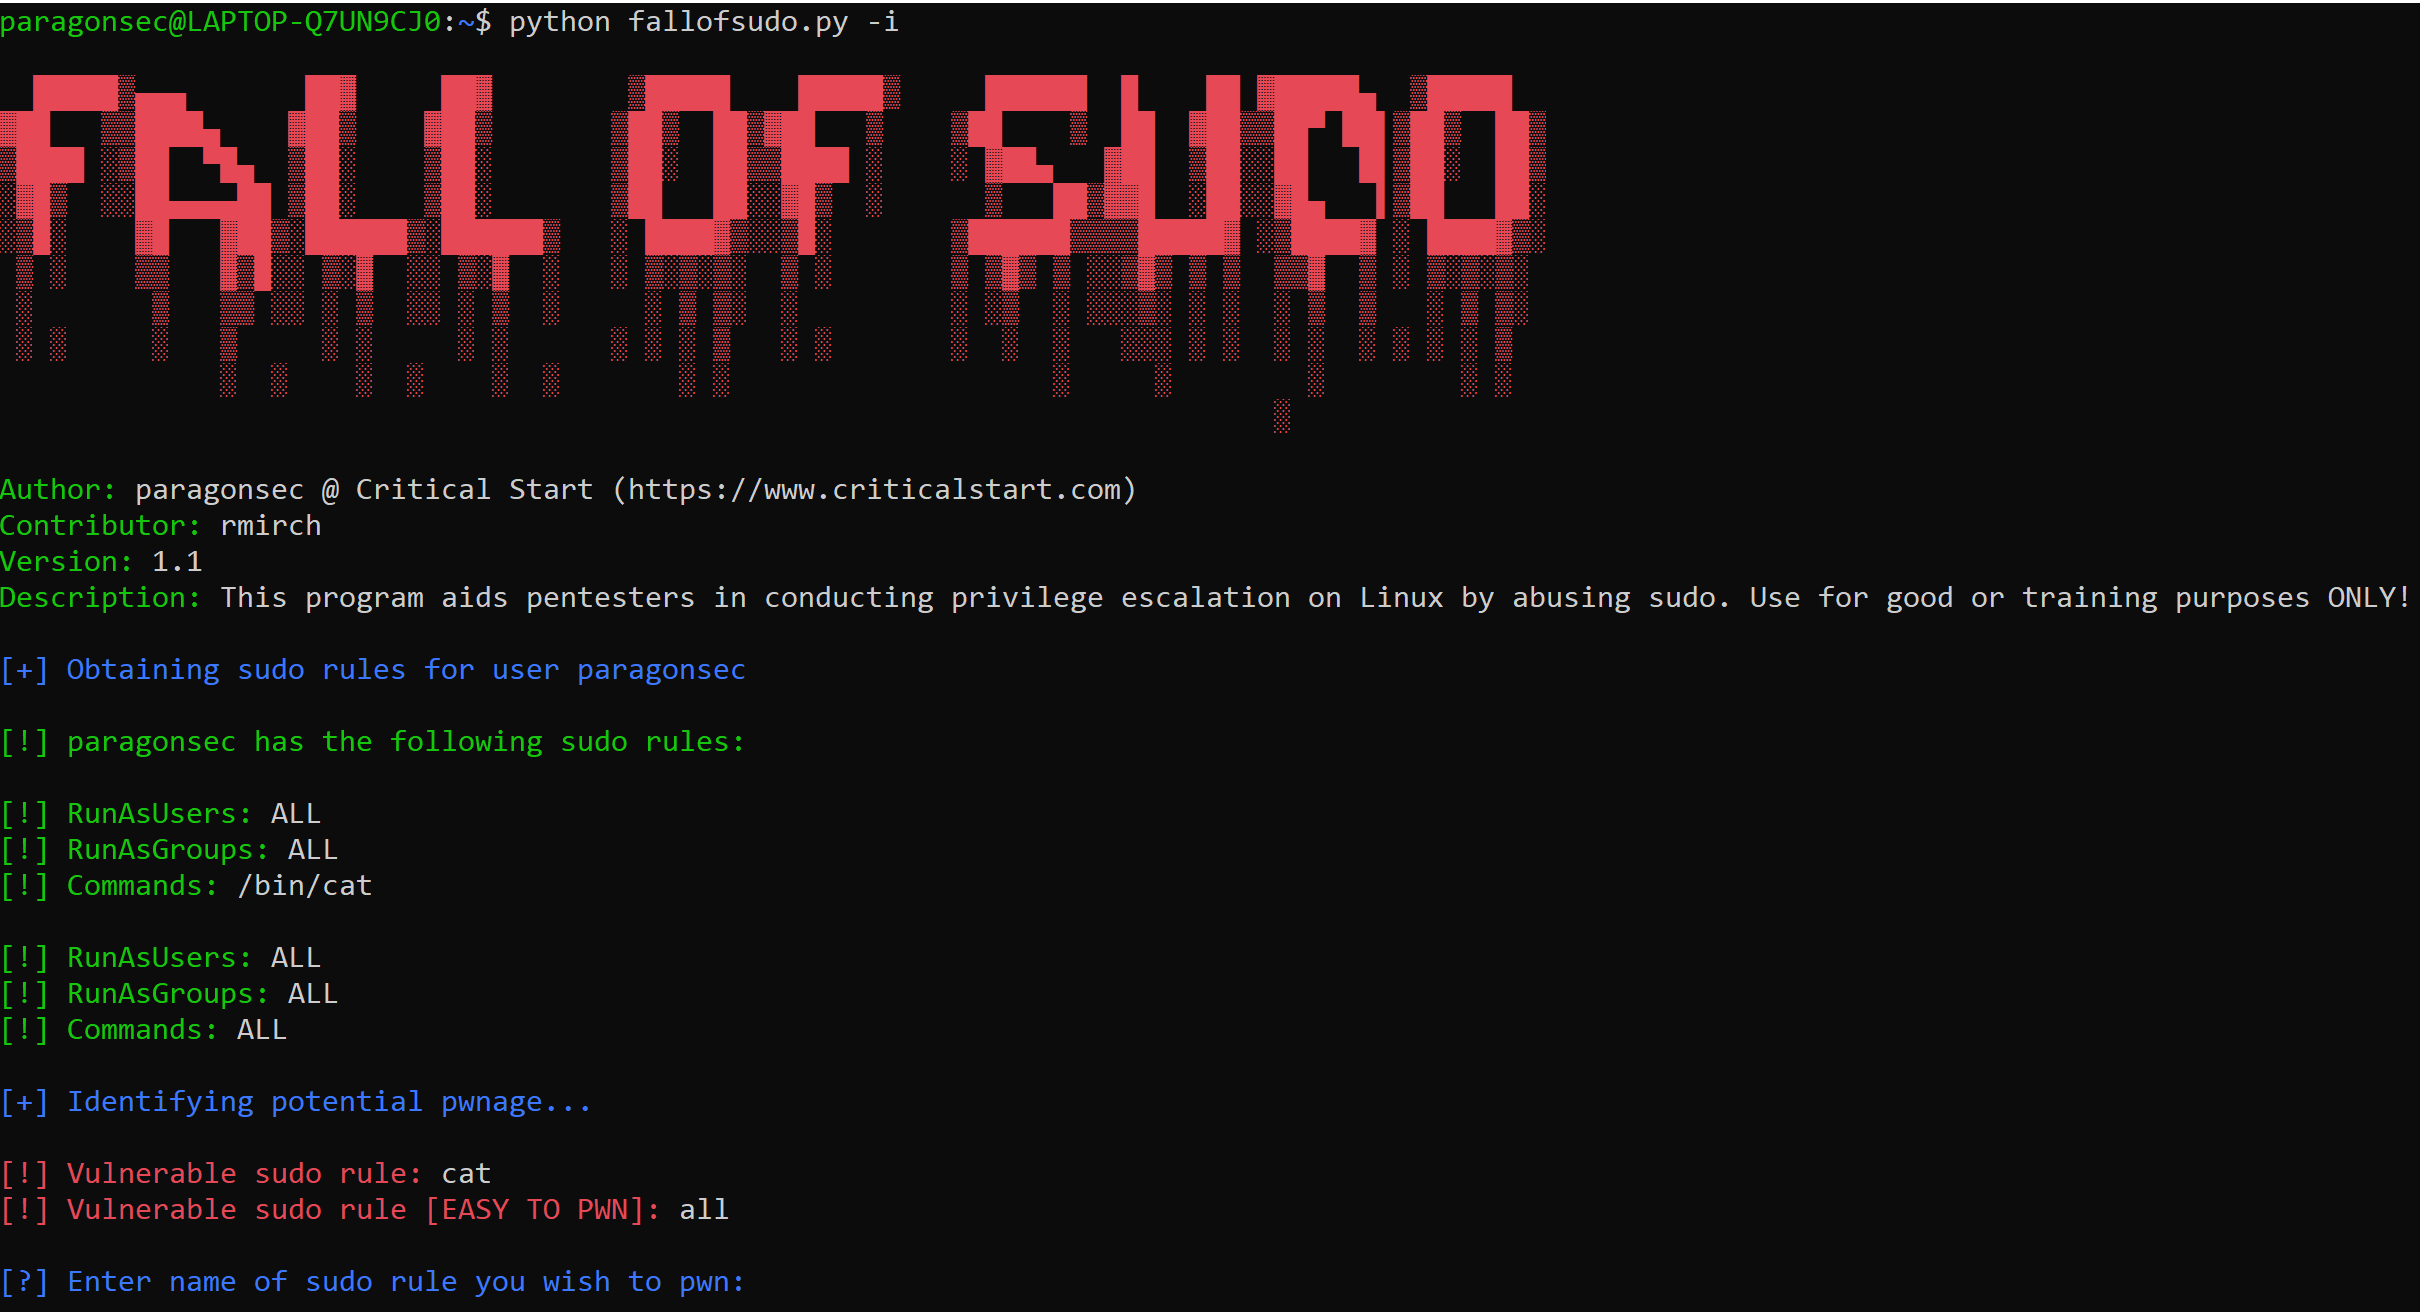 paragonsec@LAPTOP-Q7UN9CJ0:~$ python fallofsudo.py -i
FALL OF SUDO
Author: paragonsec @ Critical Start (https://www.criticalstart.com)
Contributor: rmirch
Version: 1.1
Description: This program aids pentesters in conducting privilege escalation on Linux by abusing sudo. Use for good or training purposes ONLY!
[+] Obtaining sudo rules for user paragonsec
[!] paragonsec has the following sudo rules:
[!] RunAsUsers: ALL
[!] RunAsGroups: ALL
[!] Commands: /bin/cat
[!] RunAsUsers: ALL
[!] RunAsGroups: ALL
[!] Commands: ALL
[+] Identifying potential pwnage...
[!] Vulnerable sudo rule: cat
[!] Vulnerable sudo rule [EASY TO PWN]: all
[?] Enter name of sudo rule you wish to pwn: